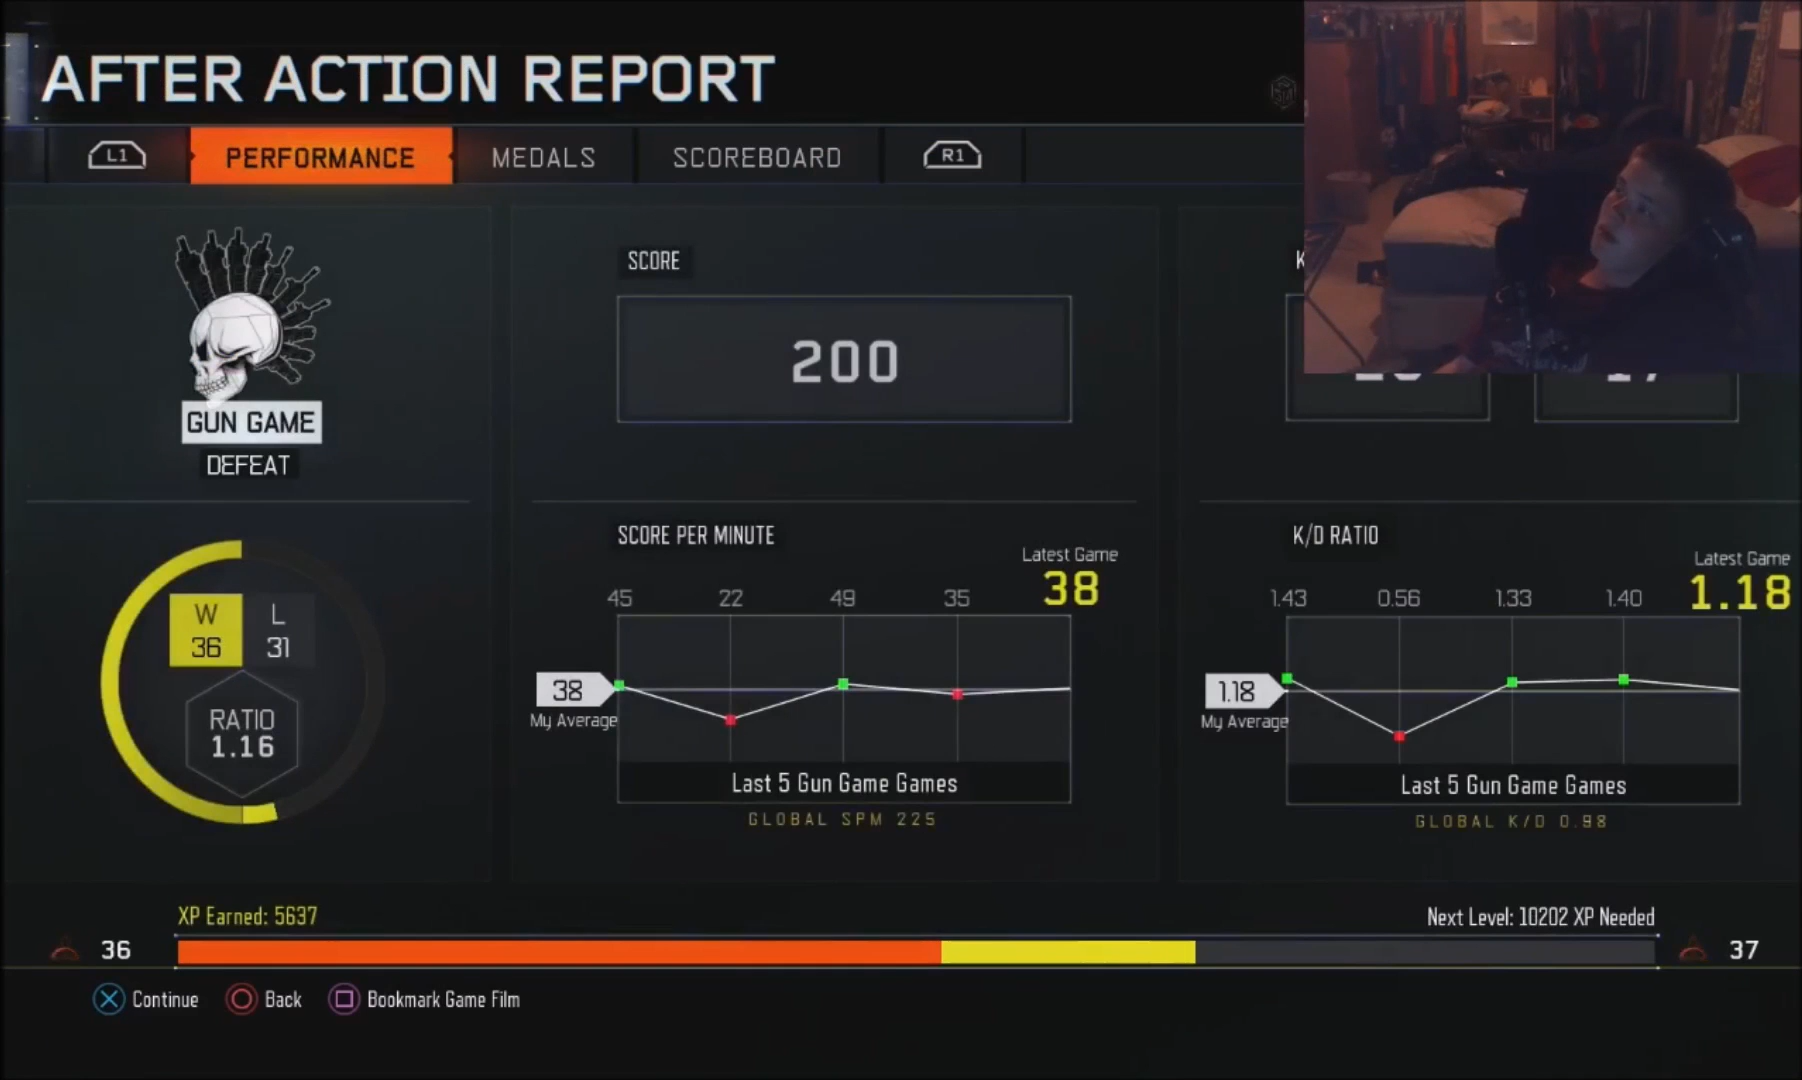 AFTER ACTION REPORT
L1
PERFORMANCE
MEDALS
SCOREBOARD
R1
GUN GAME
DEFEAT
W
36
L
31
RATIO
1.16
SCORE
200
SCORE PER MINUTE
Latest Game
38
45 22 49 35
38
My Average
Last 5 Gun Game Games
GLOBAL SPM 225
K/D RATIO
Latest Game
1.18
1.43 0.56 1.33 1.40
1.18
My Average
Last 5 Gun Game Games
GLOBAL K/D 0.98
XP Earned: 5637
Next Level: 10202 XP Needed
36
37
Continue
Back
Bookmark Game Film